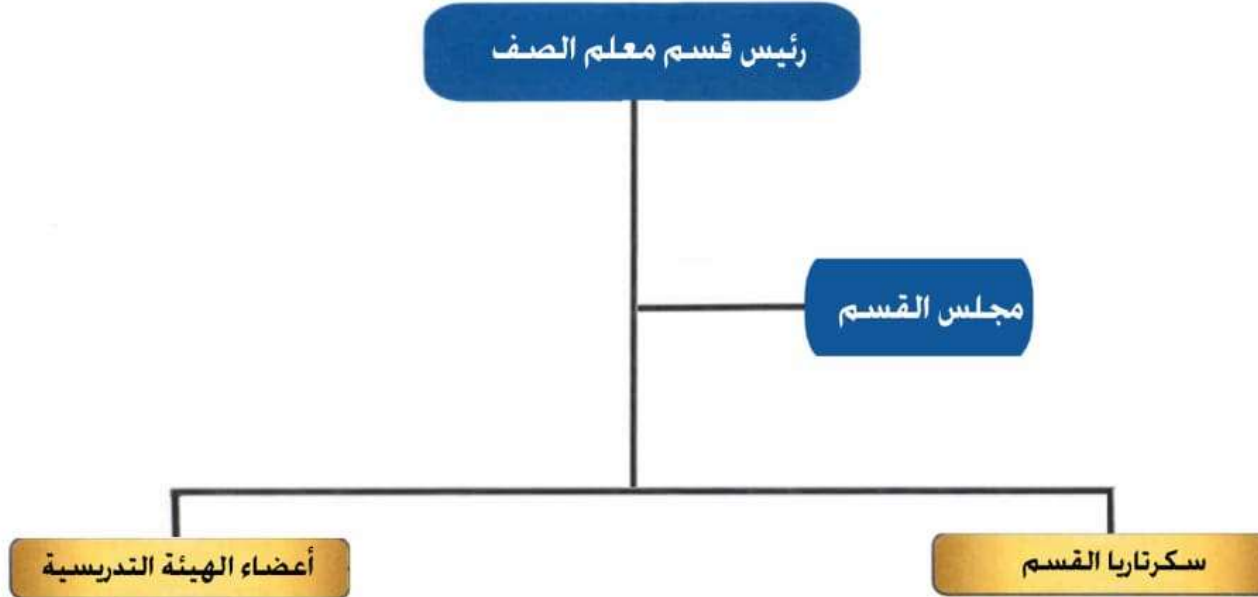 رئيس قسم معلم الصف
مجلس القسم
سكرتاريا القسم
أعضاء الهيئة التدريسية